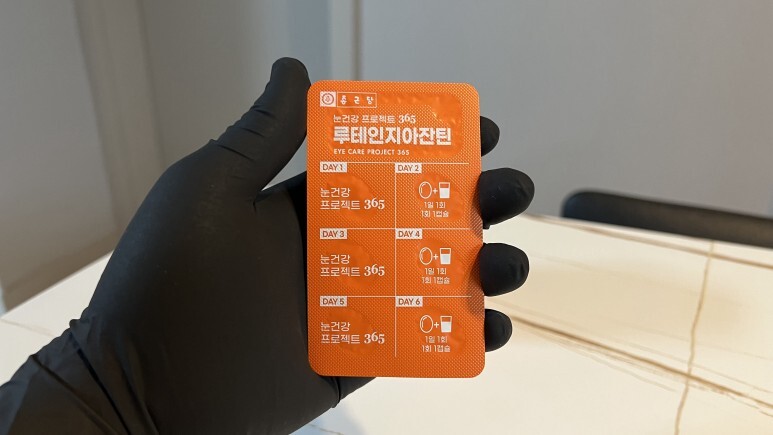 종근당
눈건강 프로젝트 365
루테인지아잔틴
EYE CARE PROJECT 365
DAY 1
눈건강
프로젝트 365
DAY 2
+
1일 1회
1회 1캡슐
DAY 3
눈건강
프로젝트 365
DAY 4
+
1일 1회
1회 1캡슐
DAY 5
눈건강
프로젝트 365
DAY 6
+
1일 1회
1회 1캡슐